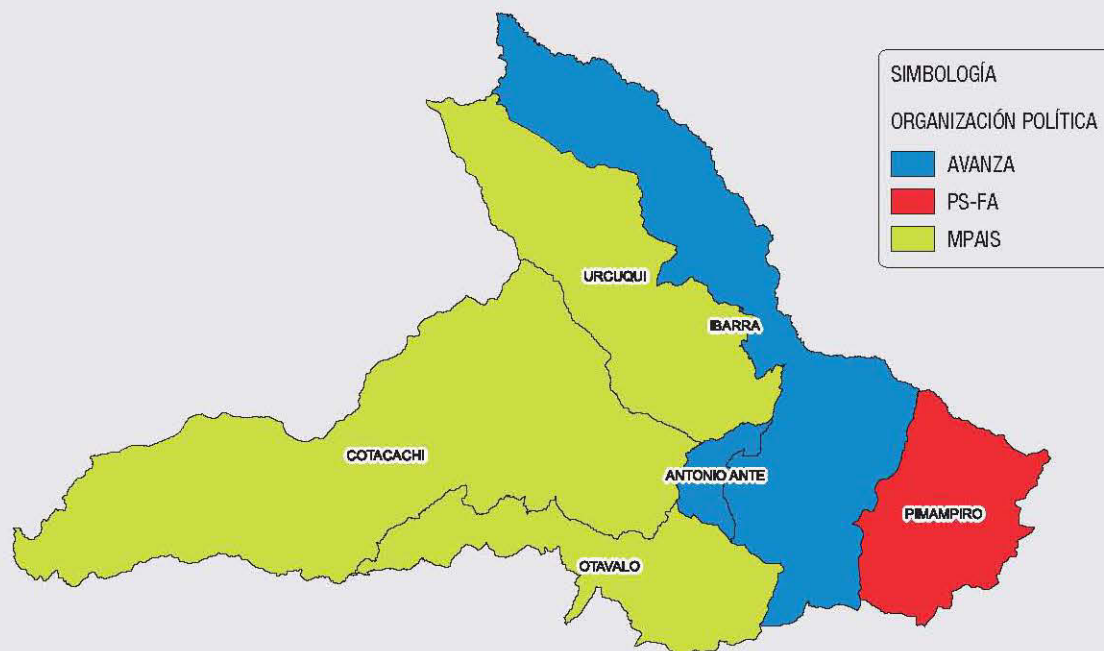 SIMBOLOGÍA
ORGANIZACIÓN POLÍTICA
AVANZA
PS-FA
MPAIS
URCUQUI
IBARRA
COTACACHI
ANTONIO ANTE
PIMAMPIRO
OTAVALO